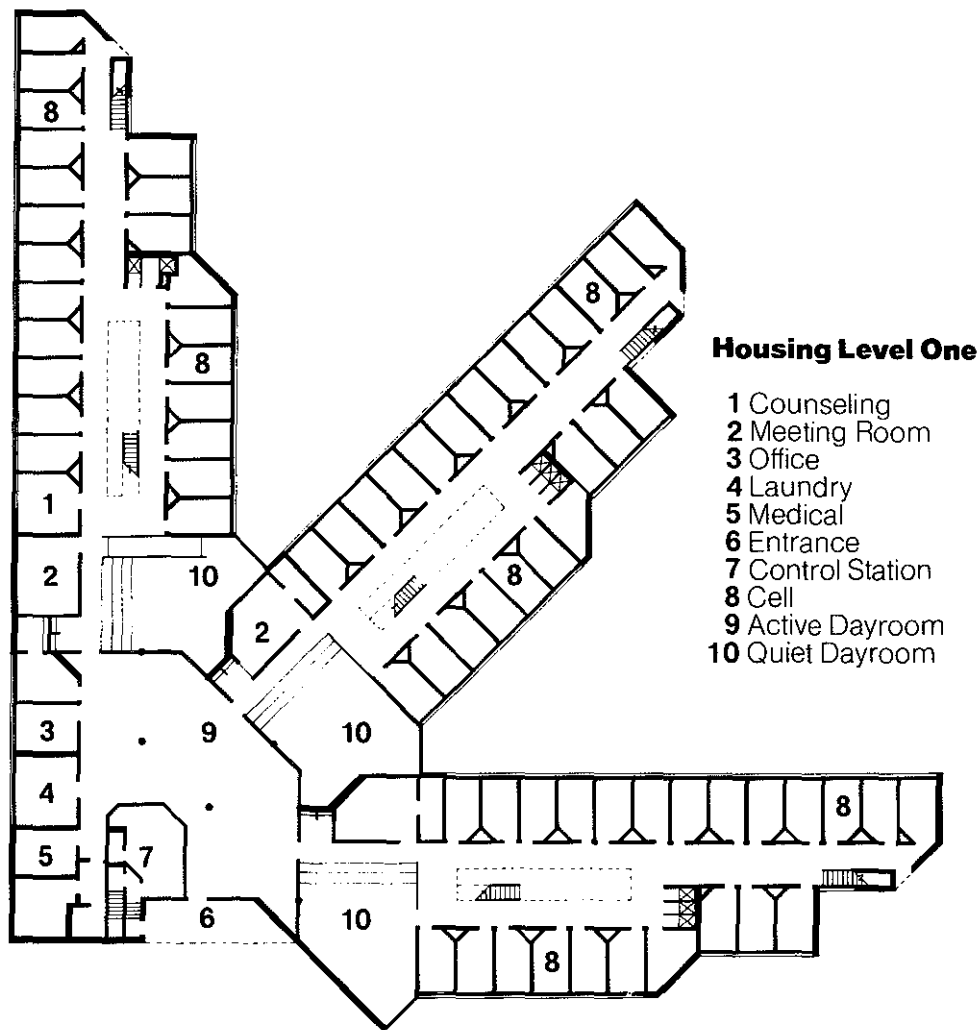 8
8
8
Housing Level One
8
1 Counseling
2 Meeting Room
3 Office
4 Laundry
5 Medical
6 Entrance
7 Control Station
8 Cell
9 Active Dayroom
10 Quiet Dayroom
1
2
10
8
2
3
9
10
4
8
5
7
6
10
8